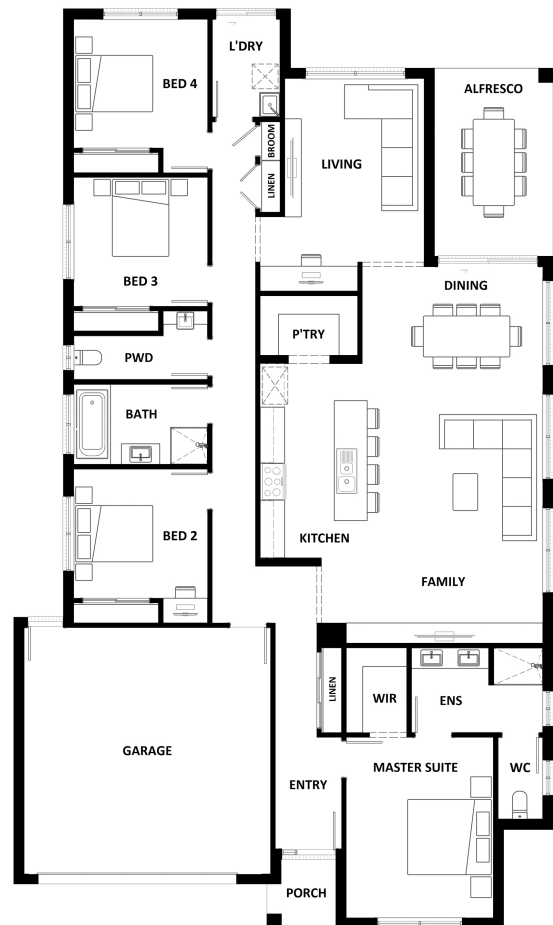 L'DRY
BED 4
ALFRESCO
BROOM
LIVING
LINEN
BED 3
DINING
P'TRY
PWD
BATH
BED 2
KITCHEN
FAMILY
LINEN
WIR
ENS
GARAGE
MASTER SUITE
WC
ENTRY
PORCH